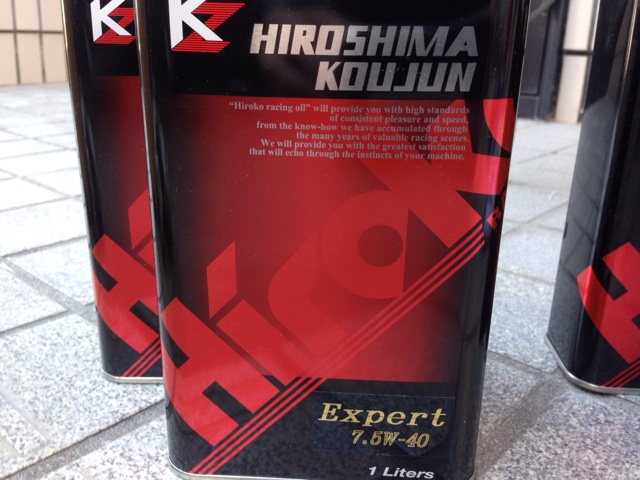 K
K
HIROSHIMA
KOUJUN
"Hiroko racing oil" will provide you with high standards
of consistent pleasure and speed,
from the know-how we have accumulated through
the many years of valuable racing scenes.
We will provide you with the greatest satisfaction
that will echo through the instincts of your machine.
Hiroko
R
Expert
7.5W-40
1 Liters